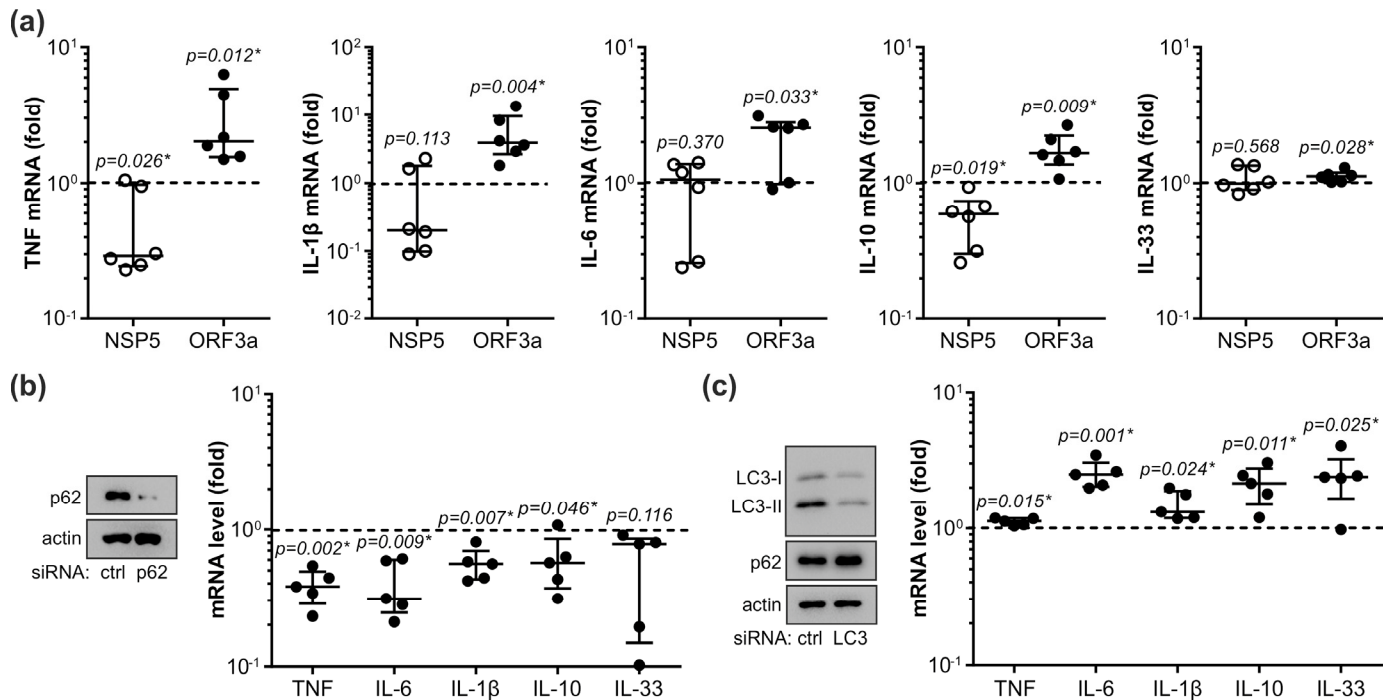 (a)
TNF mRNA (fold)
10¹
10⁰
10⁻¹
p=0.026*
p=0.012*
NSP5 ORF3a
IL-1β mRNA (fold)
10²
10¹
10⁰
10⁻¹
10⁻²
p=0.113
p=0.004*
NSP5 ORF3a
IL-6 mRNA (fold)
10¹
10⁰
10⁻¹
p=0.370
p=0.033*
NSP5 ORF3a
IL-10 mRNA (fold)
10¹
10⁰
10⁻¹
p=0.019*
p=0.009*
NSP5 ORF3a
IL-33 mRNA (fold)
10¹
10⁰
10⁻¹
p=0.568
p=0.028*
NSP5 ORF3a
(b)
p62
actin
siRNA: ctrl p62
mRNA level (fold)
10¹
10⁰
10⁻¹
p=0.002*
p=0.009*
p=0.007*
p=0.046*
p=0.116
TNF IL-6 IL-1β IL-10 IL-33
(c)
LC3-I
LC3-II
p62
actin
siRNA: ctrl LC3
mRNA level (fold)
10¹
10⁰
10⁻¹
p=0.015*
p=0.001*
p=0.024*
p=0.011*
p=0.025*
TNF IL-6 IL-1β IL-10 IL-33